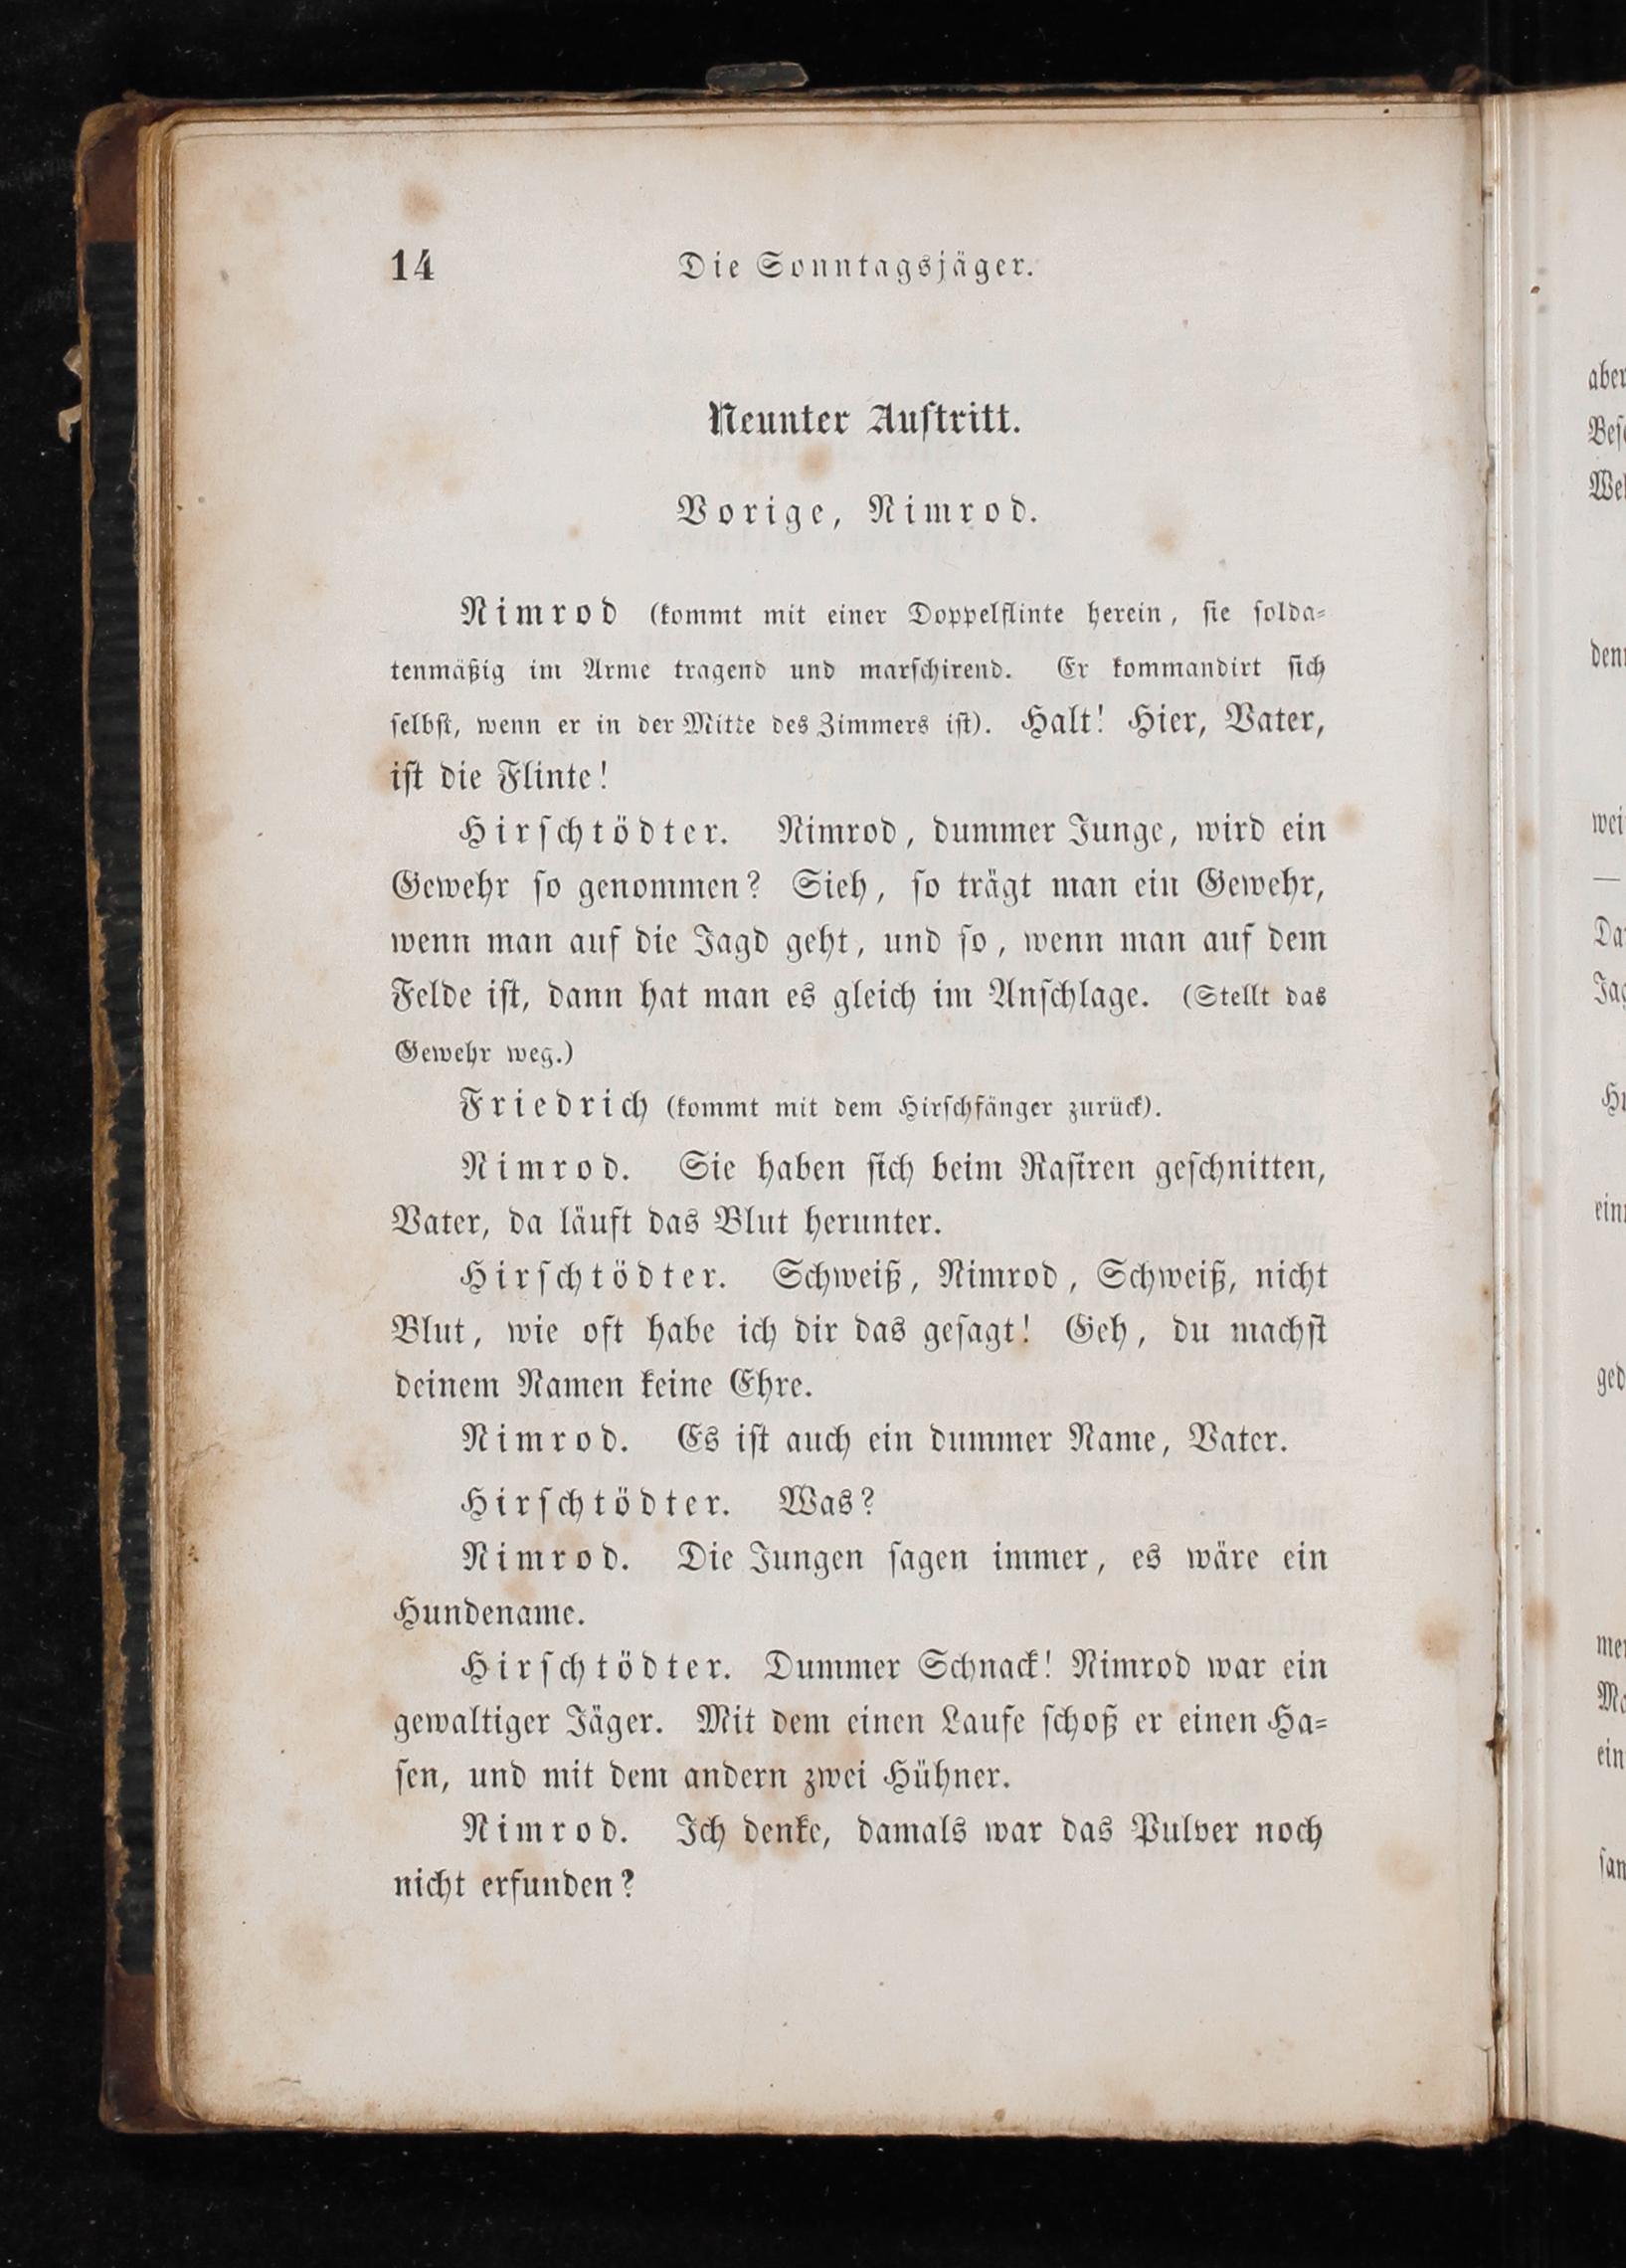 14
Die Sonntagsjäger.
Neunter Auftritt.
Vorige, Nimrod.
Nimrod (kommt mit einer Doppelflinte herein, sie solda-
tenmäßig im Arme tragend und marschirend. Er kommandirt sich
selbst, wenn er in der Mitte des Zimmers ist). Halt! Hier, Vater,
ist die Flinte!
Hirschtödter. Nimrod, dummer Junge, wird ein
Gewehr so genommen? Sieh, so trägt man ein Gewehr,
wenn man auf die Jagd geht, und so, wenn man auf dem
Felde ist, dann hat man es gleich im Anschlage. (Stellt das
Gewehr weg.)
Friedrich (kommt mit dem Hirschfänger zurück).
Nimrod. Sie haben sich beim Rasiren geschnitten,
Vater, da läuft das Blut herunter.
Hirschtödter. Schweiß, Nimrod, Schweiß, nicht
Blut, wie oft habe ich dir das gesagt! Geh, du machst
deinem Namen keine Ehre.
Nimrod. Es ist auch ein dummer Name, Vater.
Hirschtödter. Was?
Nimrod. Die Jungen sagen immer, es wäre ein
Hundename.
Hirschtödter. Dummer Schnack! Nimrod war ein
gewaltiger Jäger. Mit dem einen Laufe schoß er einen Ha-
sen, und mit dem andern zwei Hühner.
Nimrod. Ich denke, damals war das Pulver noch
nicht erfunden?